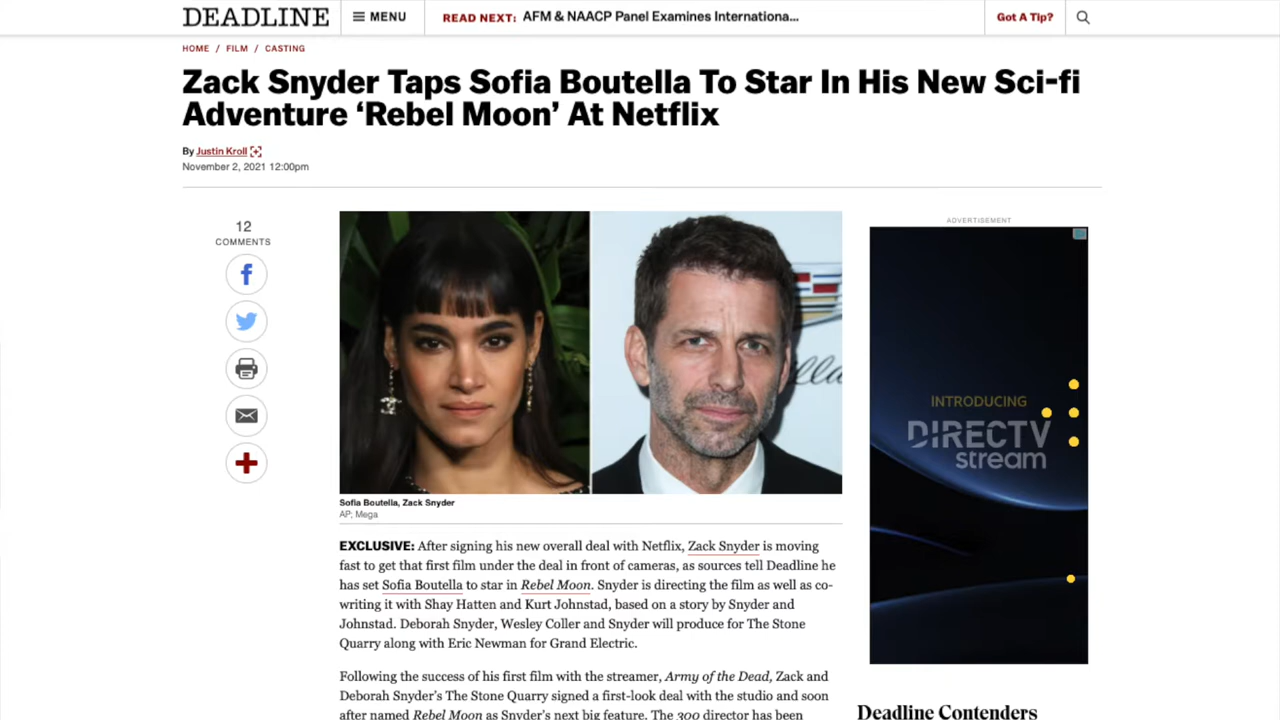 DEADLINE
MENU
READ NEXT: AFM & NAACP Panel Examines Internationa...
Got A Tip?
HOME / FILM / CASTING
Zack Snyder Taps Sofia Boutella To Star In His New Sci-fi
Adventure ‘Rebel Moon’ At Netflix
By Justin Kroll
November 2, 2021 12:00pm
12
COMMENTS
ADVERTISEMENT
INTRODUCING
DIRECTV
stream
Sofia Boutella, Zack Snyder
AP; Mega
EXCLUSIVE: After signing his new overall deal with Netflix, Zack Snyder is moving
fast to get that first film under the deal in front of cameras, as sources tell Deadline he
has set Sofia Boutella to star in Rebel Moon. Snyder is directing the film as well as co-
writing it with Shay Hatten and Kurt Johnstad, based on a story by Snyder and
Johnstad. Deborah Snyder, Wesley Coller and Snyder will produce for The Stone
Quarry along with Eric Newman for Grand Electric.
Following the success of his first film with the streamer, Army of the Dead, Zack and
Deborah Snyder’s The Stone Quarry signed a first-look deal with the studio and soon
after named Rebel Moon as Snyder’s next big feature. The 300 director has been
Deadline Contenders